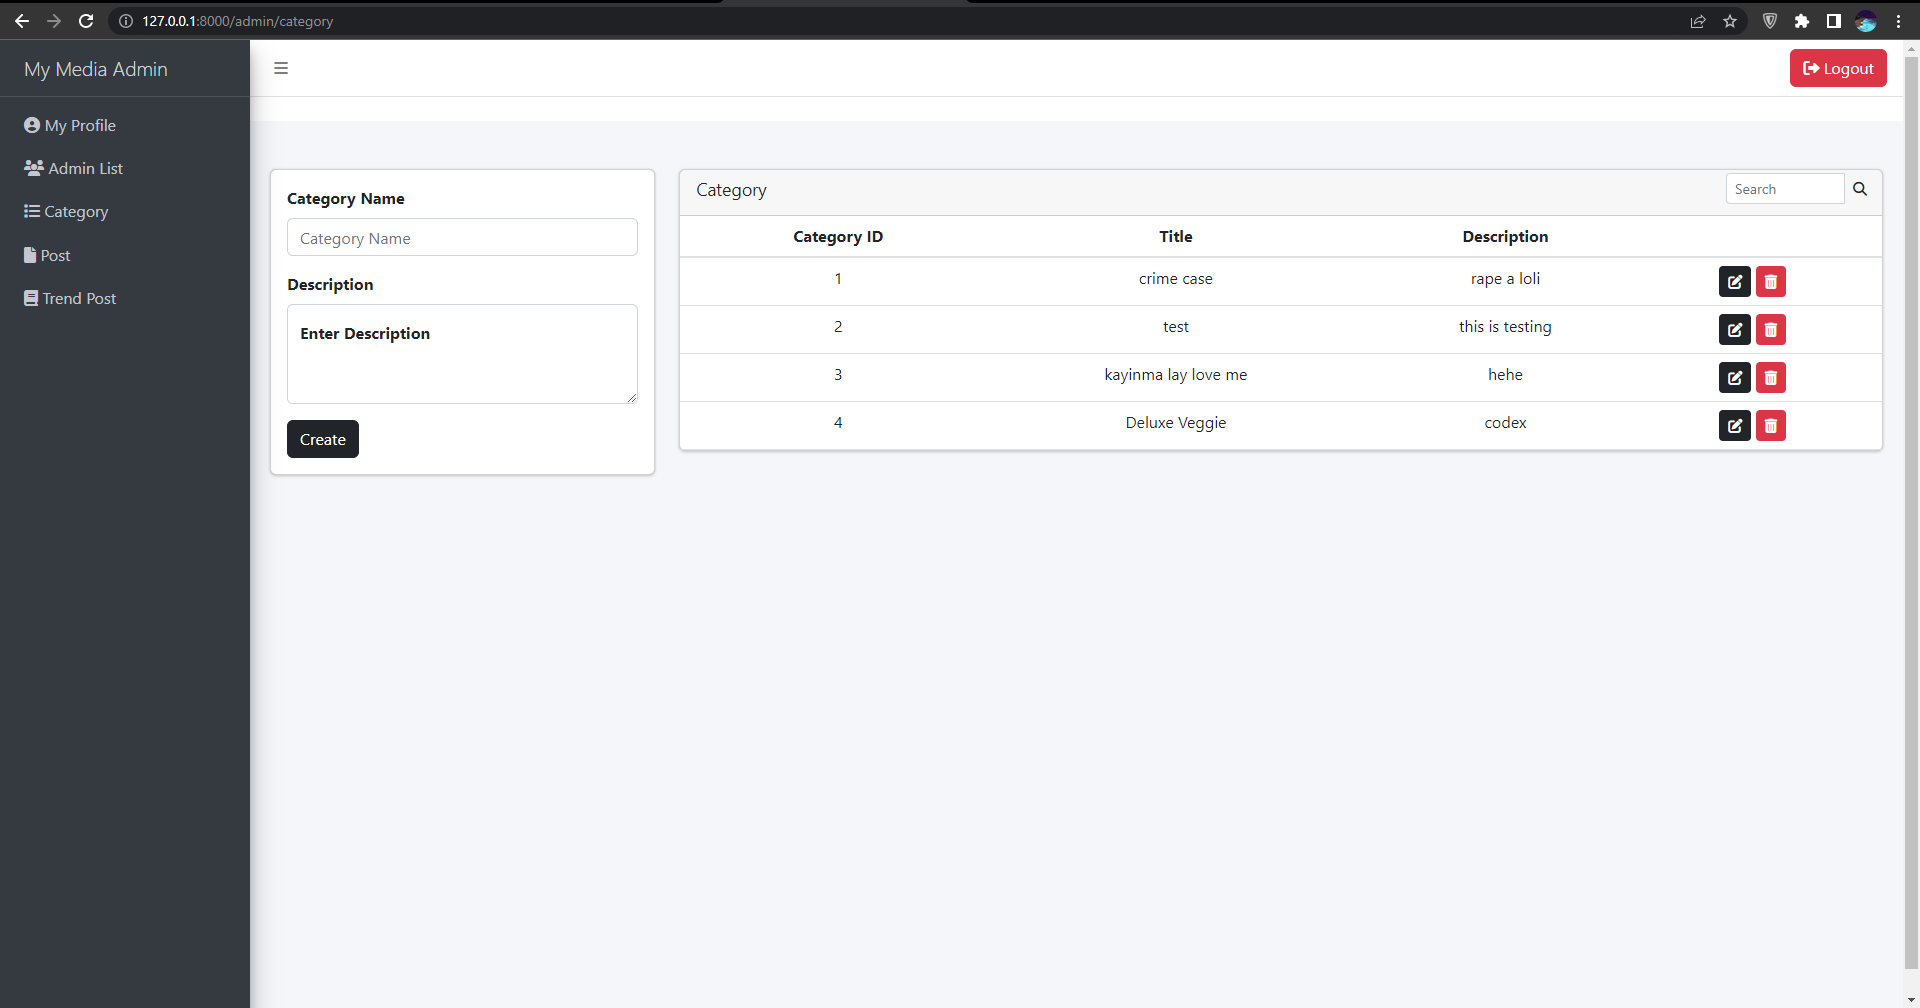 127.0.0.1:8000/admin/category
My Media Admin
Logout
My Profile
Admin List
Category
Post
Trend Post
Category Name
Category Name
Description
Enter Description
Create
Category
Search
Category ID Title Description
1 crime case rape a loli
2 test this is testing
3 kayinma lay love me hehe
4 Deluxe Veggie codex